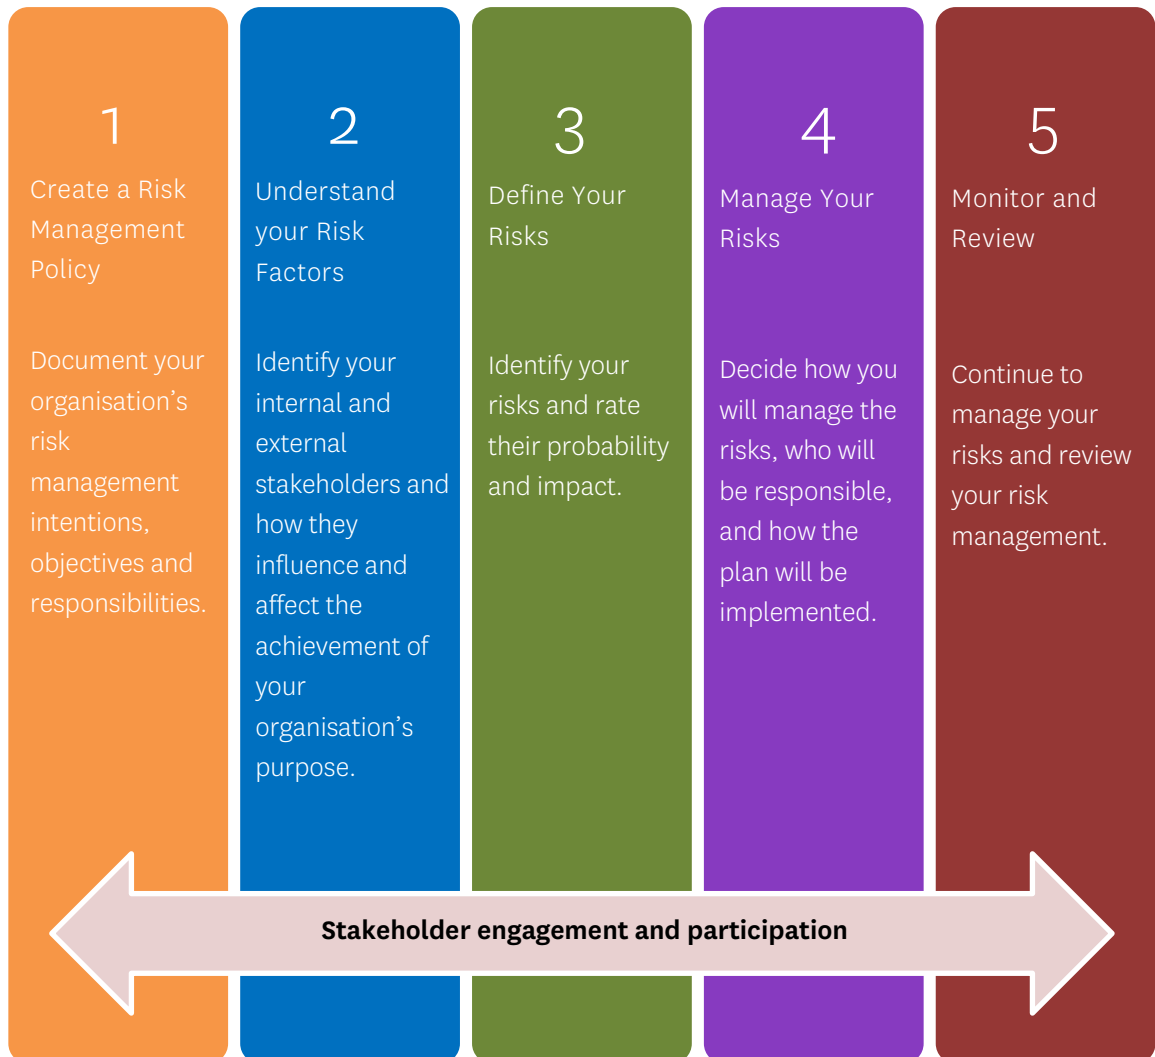 1
Create a Risk
Management
Policy
Document your
organisation’s
risk
management
intentions,
objectives and
responsibilities.
2
Understand
your Risk
Factors
Identify your
internal and
external
stakeholders and
how they
influence and
affect the
achievement of
your
organisation’s
purpose.
3
Define Your
Risks
Identify your
risks and rate
their probability
and impact.
4
Manage Your
Risks
Decide how you
will manage the
risks, who will
be responsible,
and how the
plan will be
implemented.
5
Monitor and
Review
Continue to
manage your
risks and review
your risk
management.
Stakeholder engagement and participation